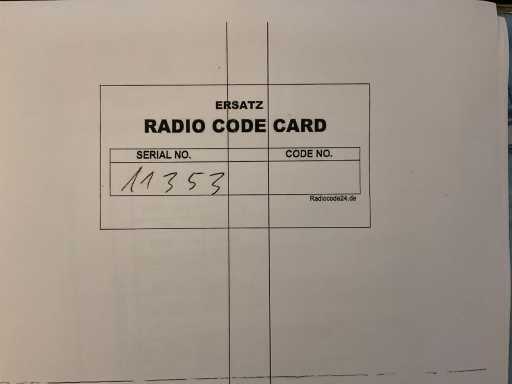 ERSATZ
RADIO CODE CARD
SERIAL NO. CODE NO.
11353
Radiocode24.de